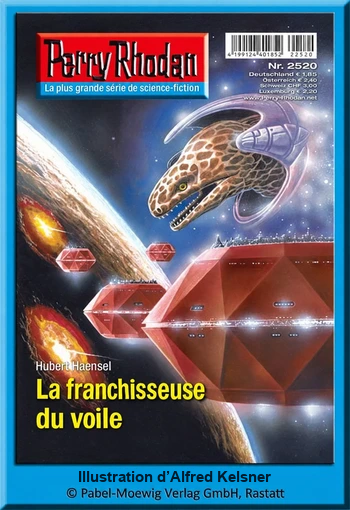 Perry Rhodan
La plus grande série de science-fiction
4199124401852
22520
Nr. 2520
Deutschland € 1,85
Österreich € 2,10
Schweiz CHF 3,60
Luxemburg € 2,20
www.Perry-Rhodan.net
Hubert Haensel
La franchisseuse
du voile
Illustration d'Alfred Kelsner
© Pabel-Moewig Verlag GmbH, Rastatt